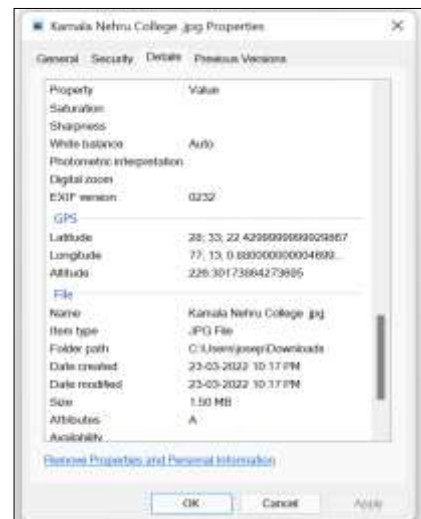 Kamala Nehru College .jpg Properties
General Security Details Previous Versions
Property Value
Saturation
Sharpness
White balance Auto
Photometric interpretation
Digital zoom
EXIF version 0232
GPS
Latitude 28; 33; 22.4299999999929867
Longitude 77; 13; 0.880000000004699...
Altitude 226.30173864273605
File
Name Kamala Nehru College .jpg
Item type JPG File
Folder path C:\Users\josep\Downloads
Date created 23-03-2022 10:17 PM
Date modified 23-03-2022 10:17 PM
Size 1.50 MB
Attributes A
Availability
Remove Properties and Personal Information
OK Cancel Apply